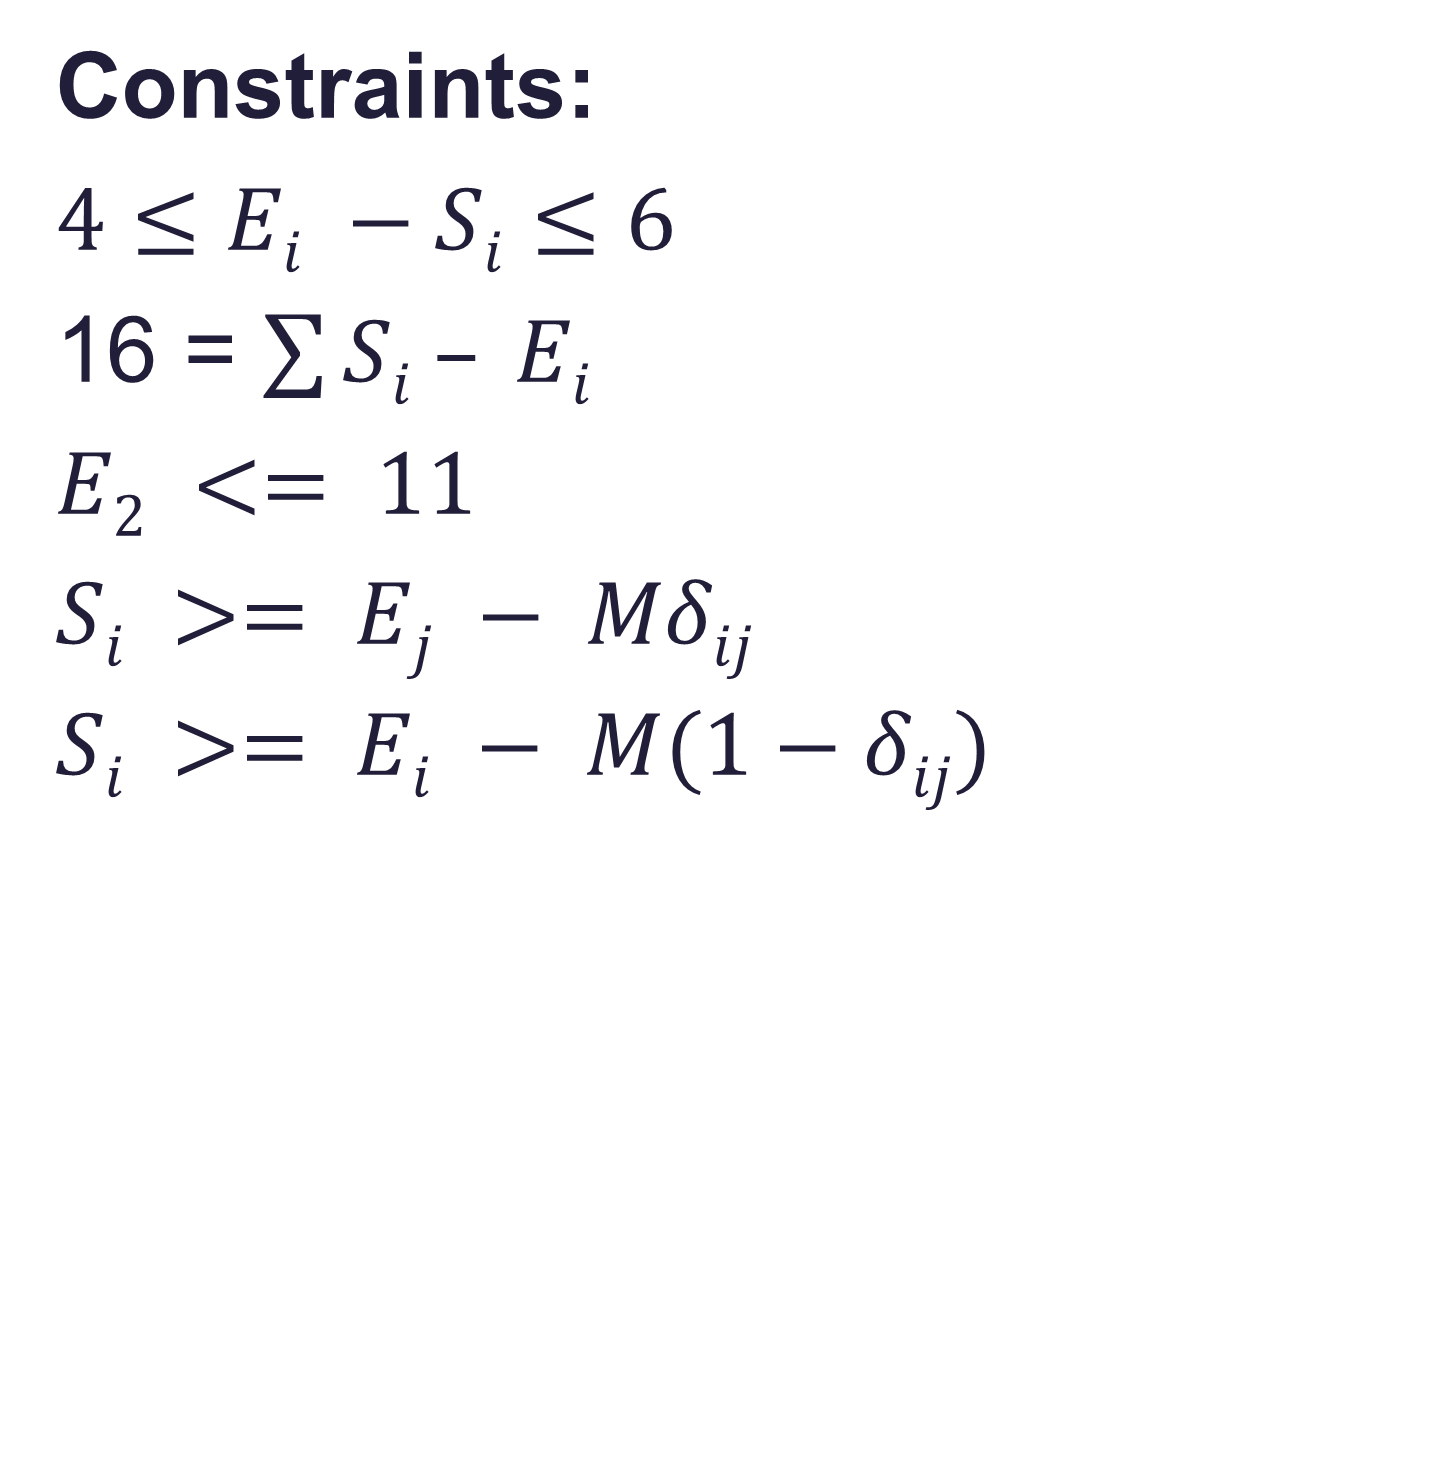 Constraints:
4 ≤ E_i − S_i ≤ 6
16 = ∑ S_i – E_i
E_2 <= 11
S_i >= E_j − Mδ_ij
S_i >= E_i − M(1 − δ_ij)